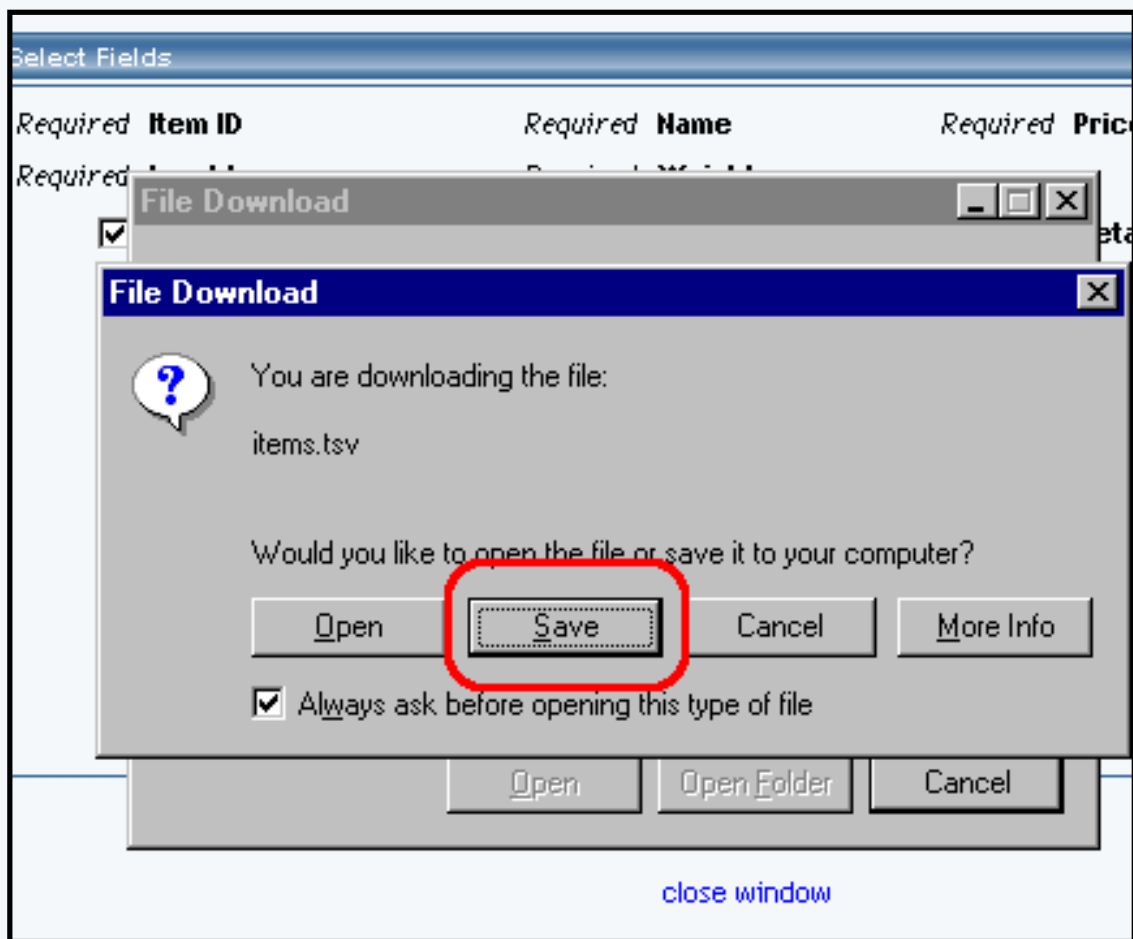 Select Fields
Required Item ID Required Name Required Pric
Required
File Download
File Download
You are downloading the file:
items.tsv
Would you like to open the file or save it to your computer?
Open Save Cancel More Info
Always ask before opening this type of file
Open Open Folder Cancel
close window